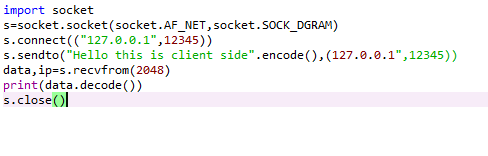 import socket
s=socket.socket(socket.AF_NET,socket.SOCK_DGRAM)
s.connect(("127.0.0.1",12345))
s.sendto("Hello this is client side".encode(),(127.0.0.1",12345))
data,ip=s.recvfrom(2048)
print(data.decode())
s.close()